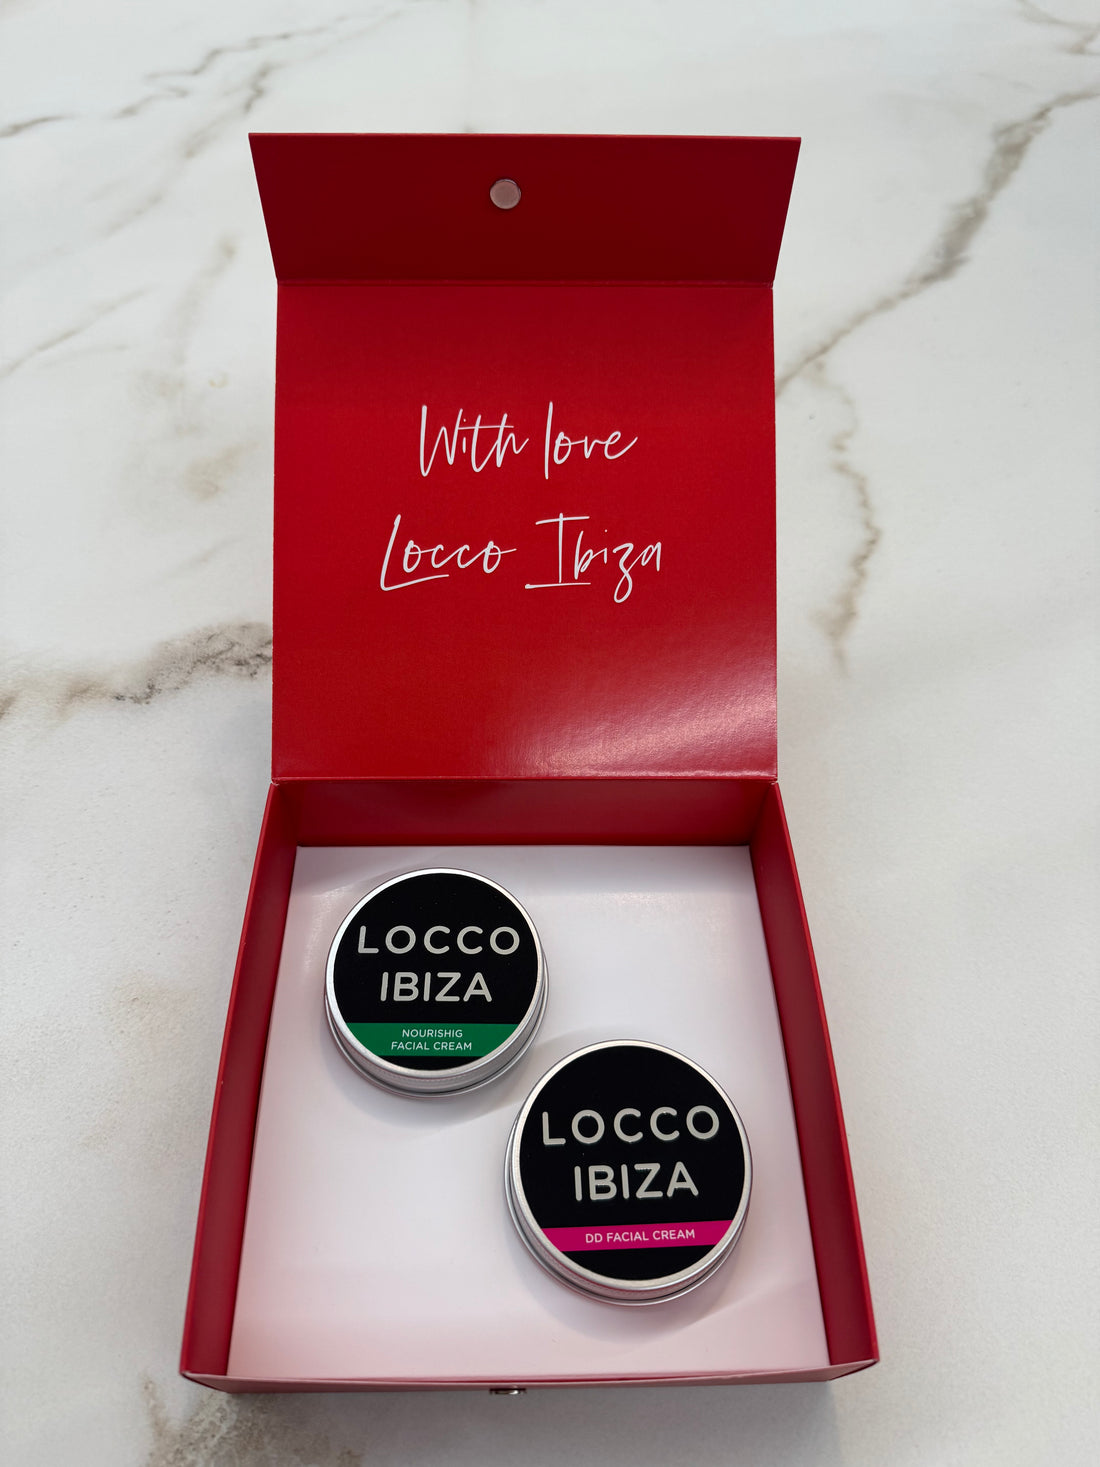 With love
Locco Ibiza
LOCCO
IBIZA
NOURISHIG
FACIAL CREAM
LOCCO
IBIZA
DD FACIAL CREAM